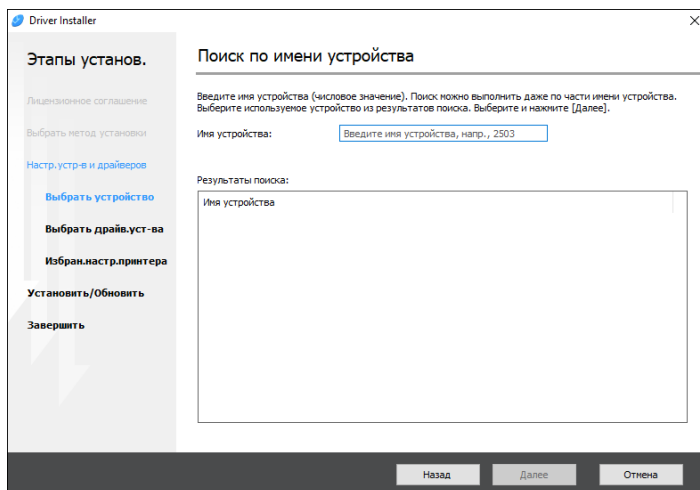 Driver Installer
Этапы установ.
Лицензионное соглашение
Выбрать метод установки
Настр.устр-в и драйверов
Выбрать устройство
Выбрать драйв.уст-ва
Избран.настр.принтера
Установить/Обновить
Завершить
Поиск по имени устройства
Введите имя устройства (числовое значение). Поиск можно выполнить даже по части имени устройства.
Выберите используемое устройство из результатов поиска. Выберите и нажмите [Далее].
Имя устройства:
Введите имя устройства, напр., 2503
Результаты поиска:
Имя устройства
Назад
Далее
Отмена